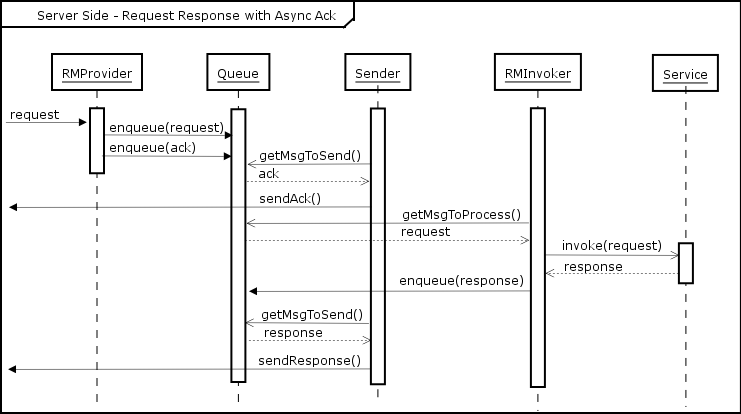 Server Side - Request Response with Async Ack
RMProvider
Queue
Sender
RMInvoker
Service
request
enqueue(request)
enqueue(ack)
getMsgToSend()
ack
sendAck()
getMsgToProcess()
request
invoke(request)
response
enqueue(response)
getMsgToSend()
response
sendResponse()